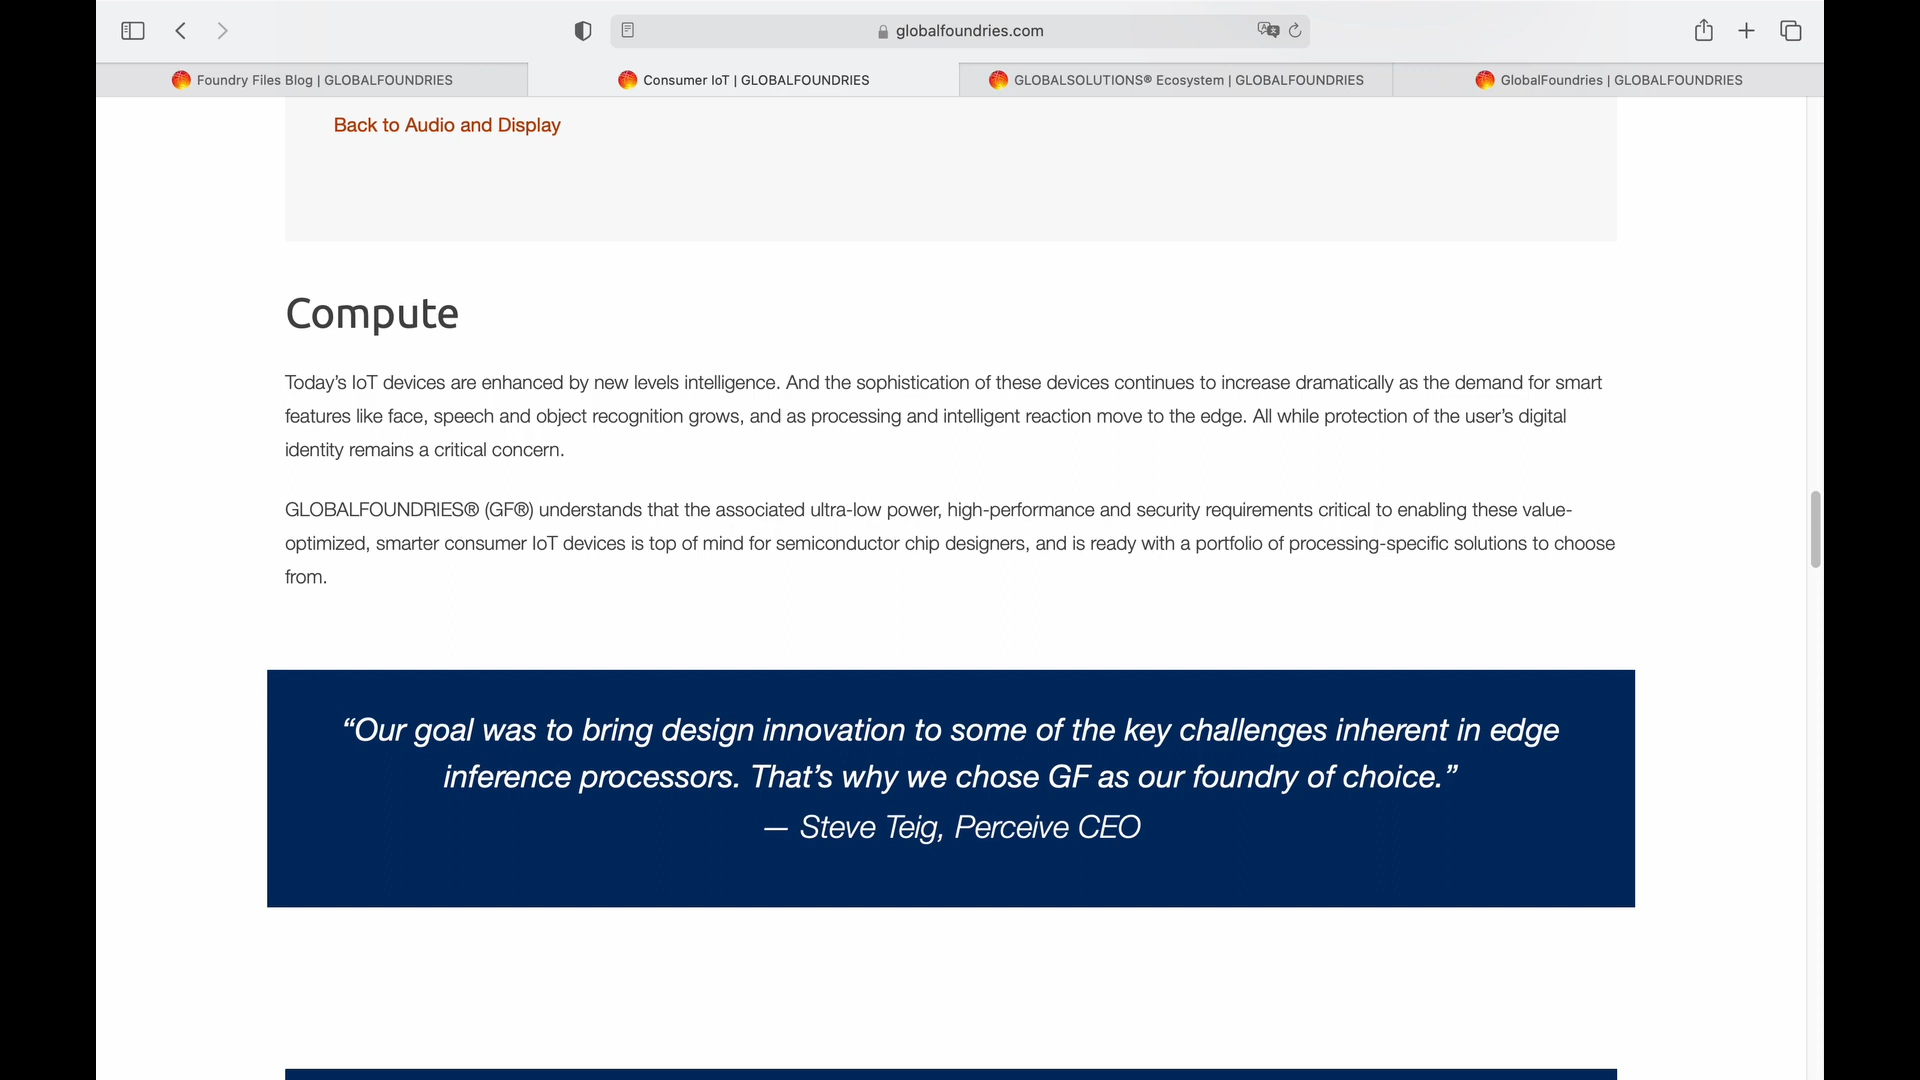 globalfoundries.com
Foundry Files Blog | GLOBALFOUNDRIES
Consumer IoT | GLOBALFOUNDRIES
GLOBALSOLUTIONS® Ecosystem | GLOBALFOUNDRIES
GlobalFoundries | GLOBALFOUNDRIES
Back to Audio and Display
Compute
Today’s IoT devices are enhanced by new levels intelligence. And the sophistication of these devices continues to increase dramatically as the demand for smart
features like face, speech and object recognition grows, and as processing and intelligent reaction move to the edge. All while protection of the user’s digital
identity remains a critical concern.
GLOBALFOUNDRIES® (GF®) understands that the associated ultra-low power, high-performance and security requirements critical to enabling these value-
optimized, smarter consumer IoT devices is top of mind for semiconductor chip designers, and is ready with a portfolio of processing-specific solutions to choose
from.
“Our goal was to bring design innovation to some of the key challenges inherent in edge
inference processors. That’s why we chose GF as our foundry of choice.”
— Steve Teig, Perceive CEO